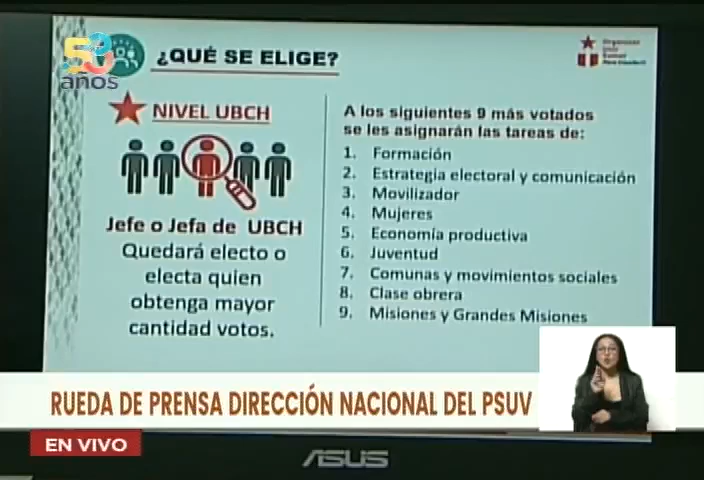 58
años
¿QUÉ SE ELIGE?
NIVEL UBCH
Jefe o Jefa de UBCH
Quedará electo o
electa quien
obtenga mayor
cantidad votos.
A los siguientes 9 más votados
se les asignarán las tareas de:
1. Formación
2. Estrategia electoral y comunicación
3. Movilizador
4. Mujeres
5. Economía productiva
6. Juventud
7. Comunas y movimientos sociales
8. Clase obrera
9. Misiones y Grandes Misiones
RUEDA DE PRENSA DIRECCIÓN NACIONAL DEL PSUV
EN VIVO
ASUS